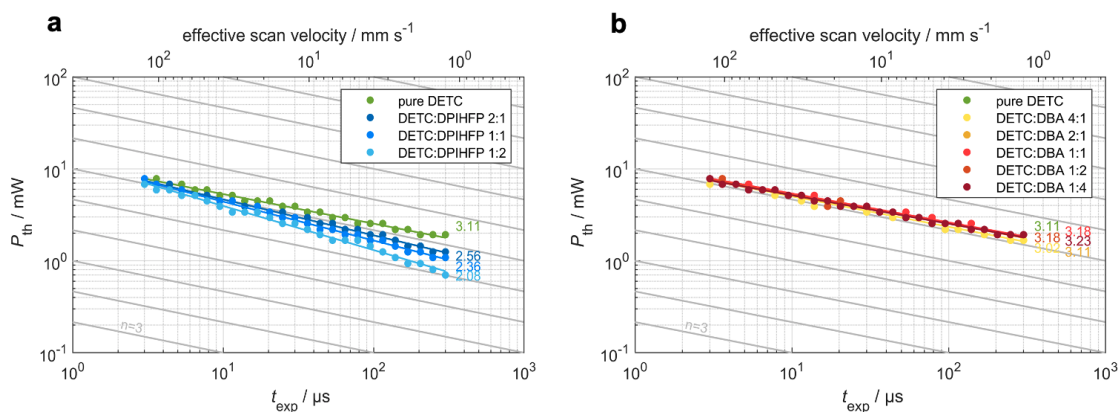 a
effective scan velocity / mm s⁻¹
10² 10¹ 10⁰
10²
10¹
10⁰
10⁻¹
P_th / mW
pure DETC
DETC:DPIHFP 2:1
DETC:DPIHFP 1:1
DETC:DPIHFP 1:2
3.11
2.56
2.36
2.08
n=3
10⁰ 10¹ 10² 10³
t_exp / µs
b
effective scan velocity / mm s⁻¹
10² 10¹ 10⁰
10²
10¹
10⁰
10⁻¹
P_th / mW
pure DETC
DETC:DBA 4:1
DETC:DBA 2:1
DETC:DBA 1:1
DETC:DBA 1:2
DETC:DBA 1:4
3.11 3.18
3.18 3.23
3.11
n=3
10⁰ 10¹ 10² 10³
t_exp / µs